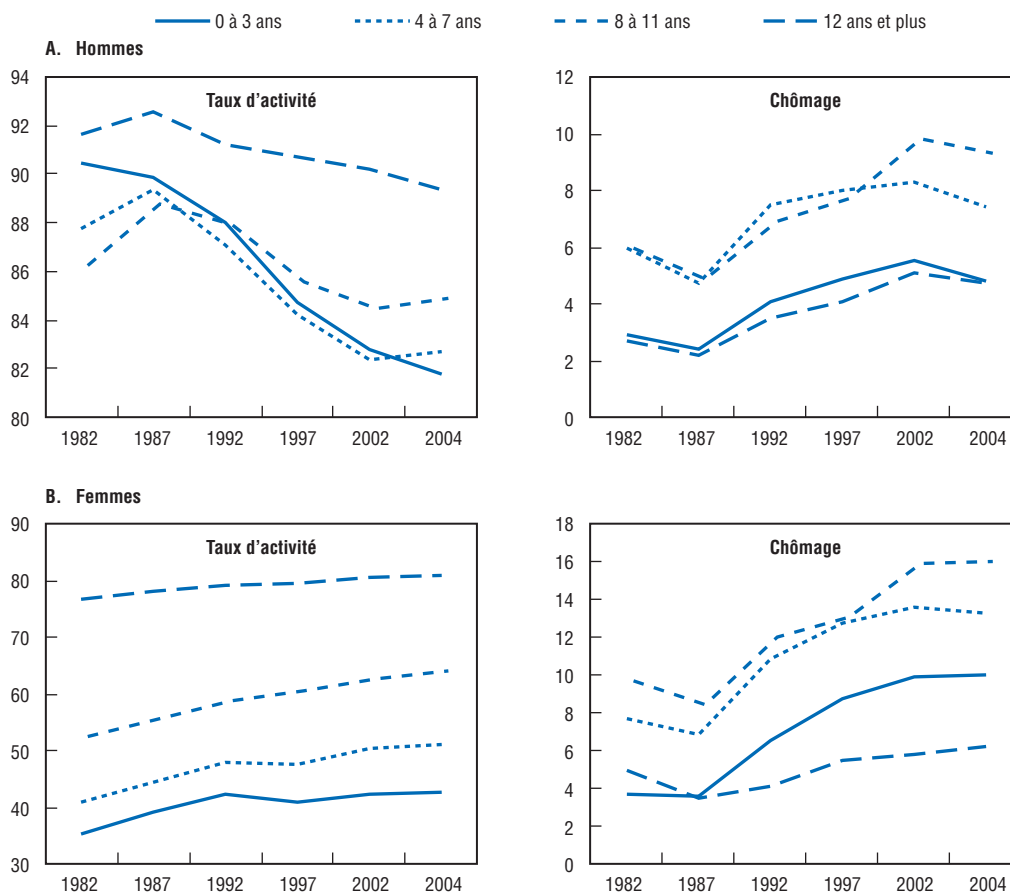 0 à 3 ans 4 à 7 ans 8 à 11 ans 12 ans et plus
A. Hommes
Taux d'activité
94
92
90
88
86
84
82
80
1982 1987 1992 1997 2002 2004
Chômage
12
10
8
6
4
2
0
1982 1987 1992 1997 2002 2004
B. Femmes
Taux d'activité
90
80
70
60
50
40
30
1982 1987 1992 1997 2002 2004
Chômage
18
16
14
12
10
8
6
4
2
0
1982 1987 1992 1997 2002 2004